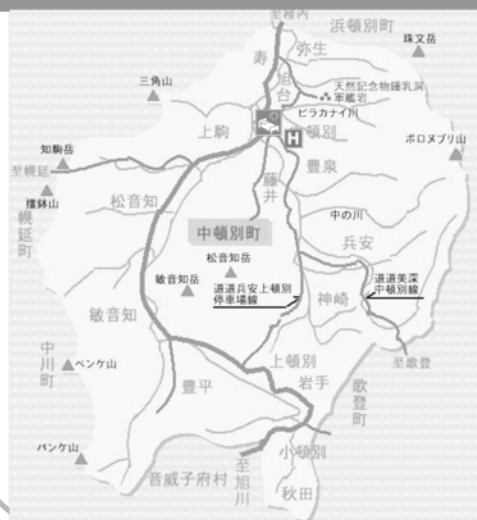 至稚内
浜頓別町
珠文岳
弥生
寿
旭台
天然記念物鍾乳洞
軍艦岩
三角山
ピラカナイ川
上駒
頓別
H
豊泉
ポロヌプリ山
知駒岳
至幌延
藤井
松音知
擂鉢山
幌延町
中の川
中頓別町
兵安
松音知岳
敏音知岳
道道兵安上頓別
停車場線
神崎
道道美深
中頓別線
敏音知
中川町
ペンケ山
上頓別
至歌登
豊平
岩手
歌登町
パンケ山
小頓別
音威子府村
至旭川
秋田